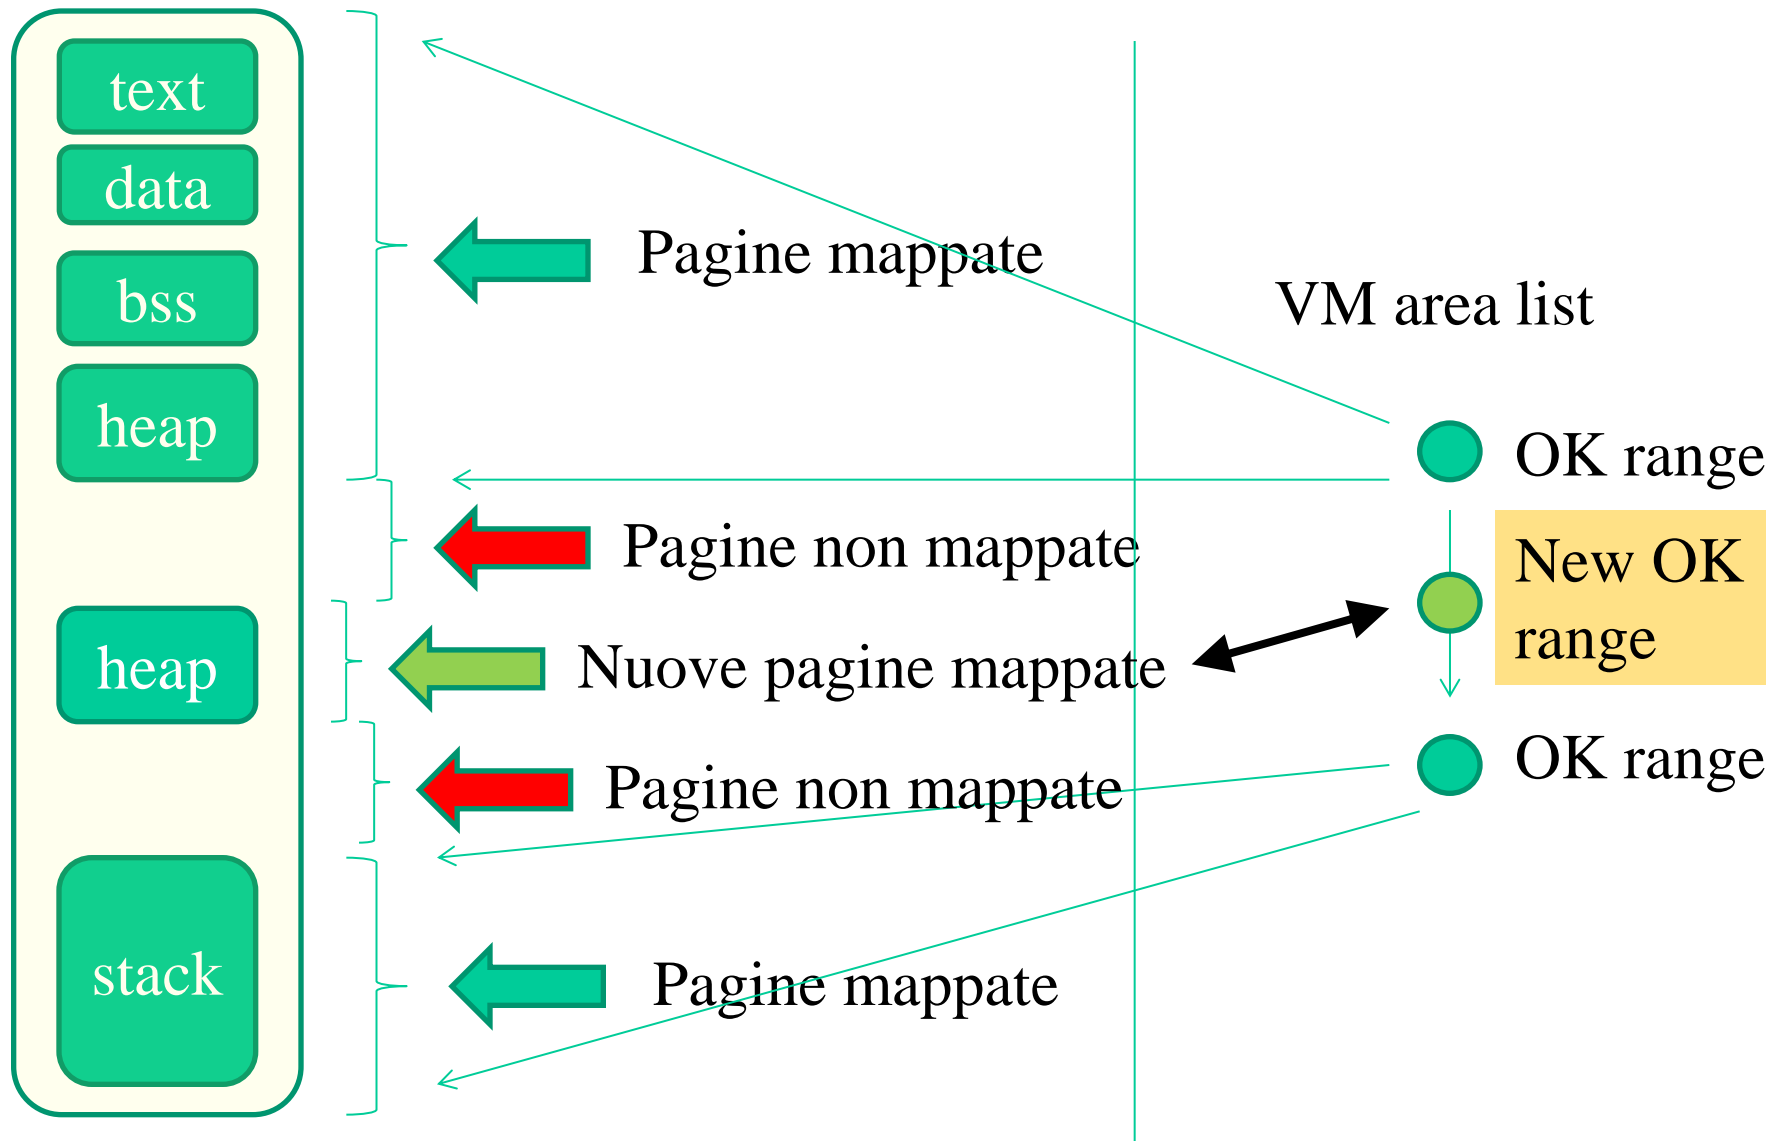 text
data
bss
heap
heap
stack
Pagine mappate
Pagine non mappate
Nuove pagine mappate
Pagine non mappate
Pagine mappate
VM area list
OK range
New OK
range
OK range